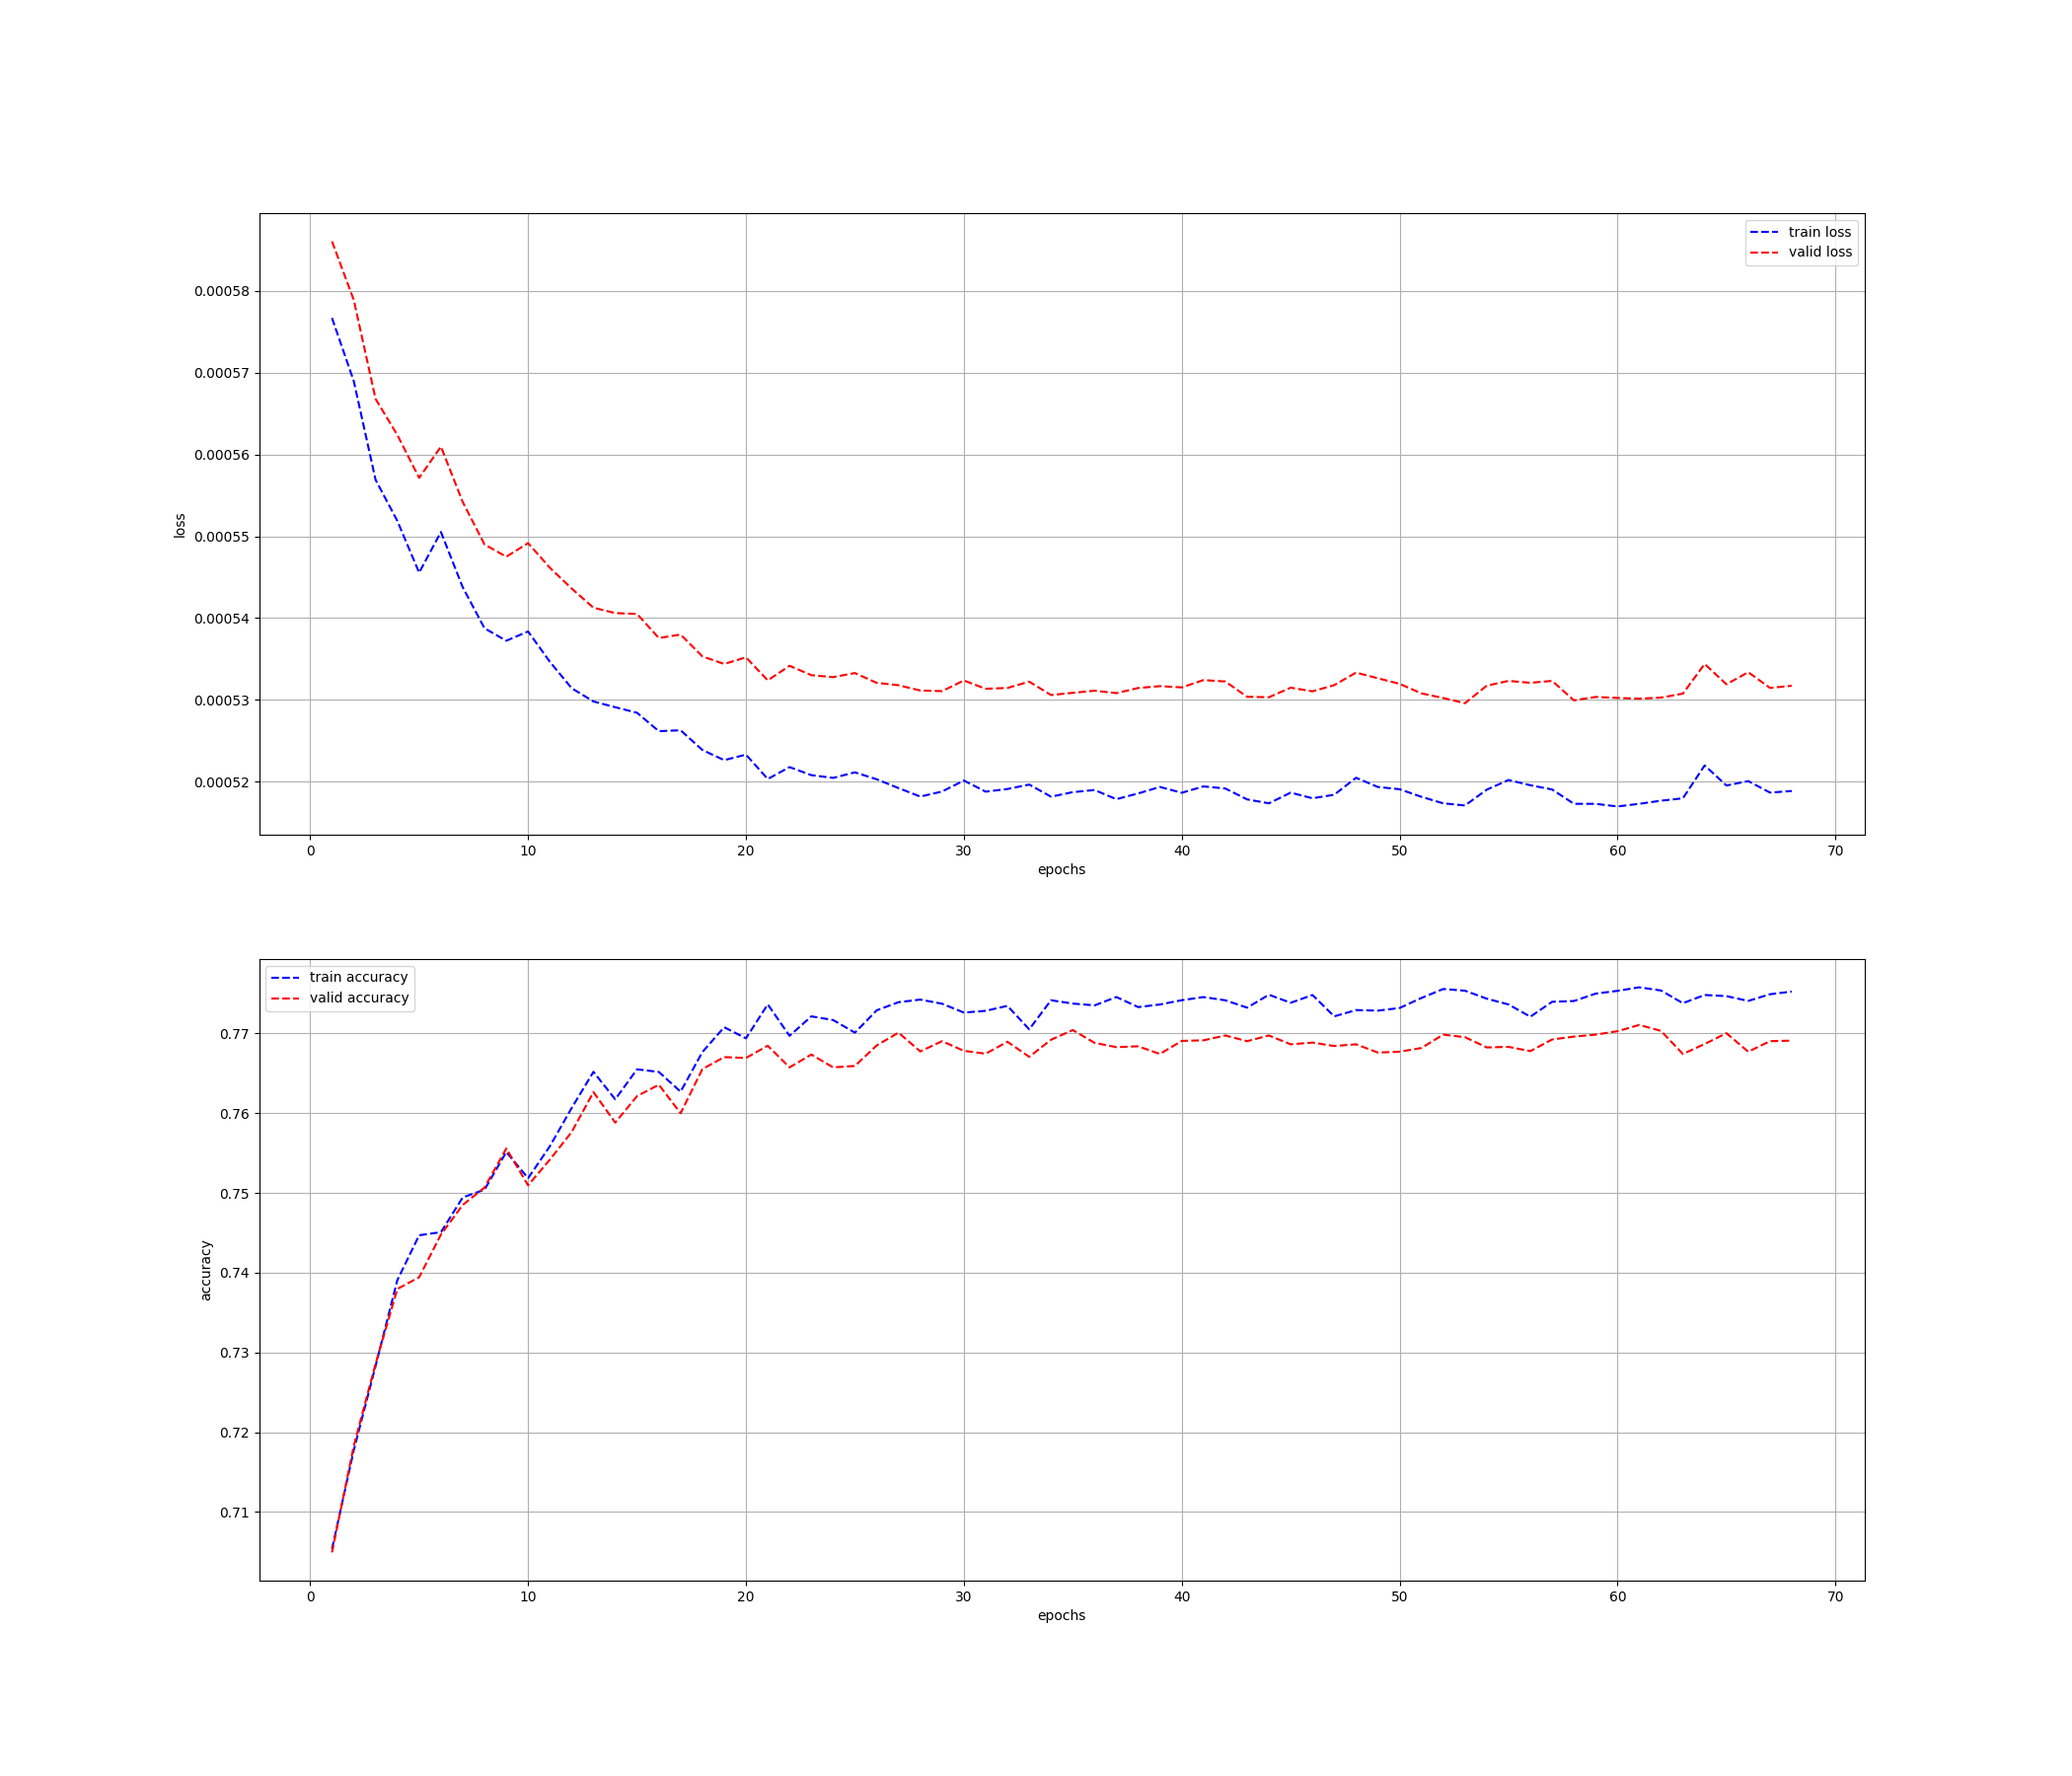 train loss
valid loss
0.00058
0.00057
0.00056
0.00055
0.00054
0.00053
0.00052
loss
0 10 20 30 40 50 60 70
epochs
train accuracy
valid accuracy
0.77
0.76
0.75
0.74
0.73
0.72
0.71
accuracy
0 10 20 30 40 50 60 70
epochs